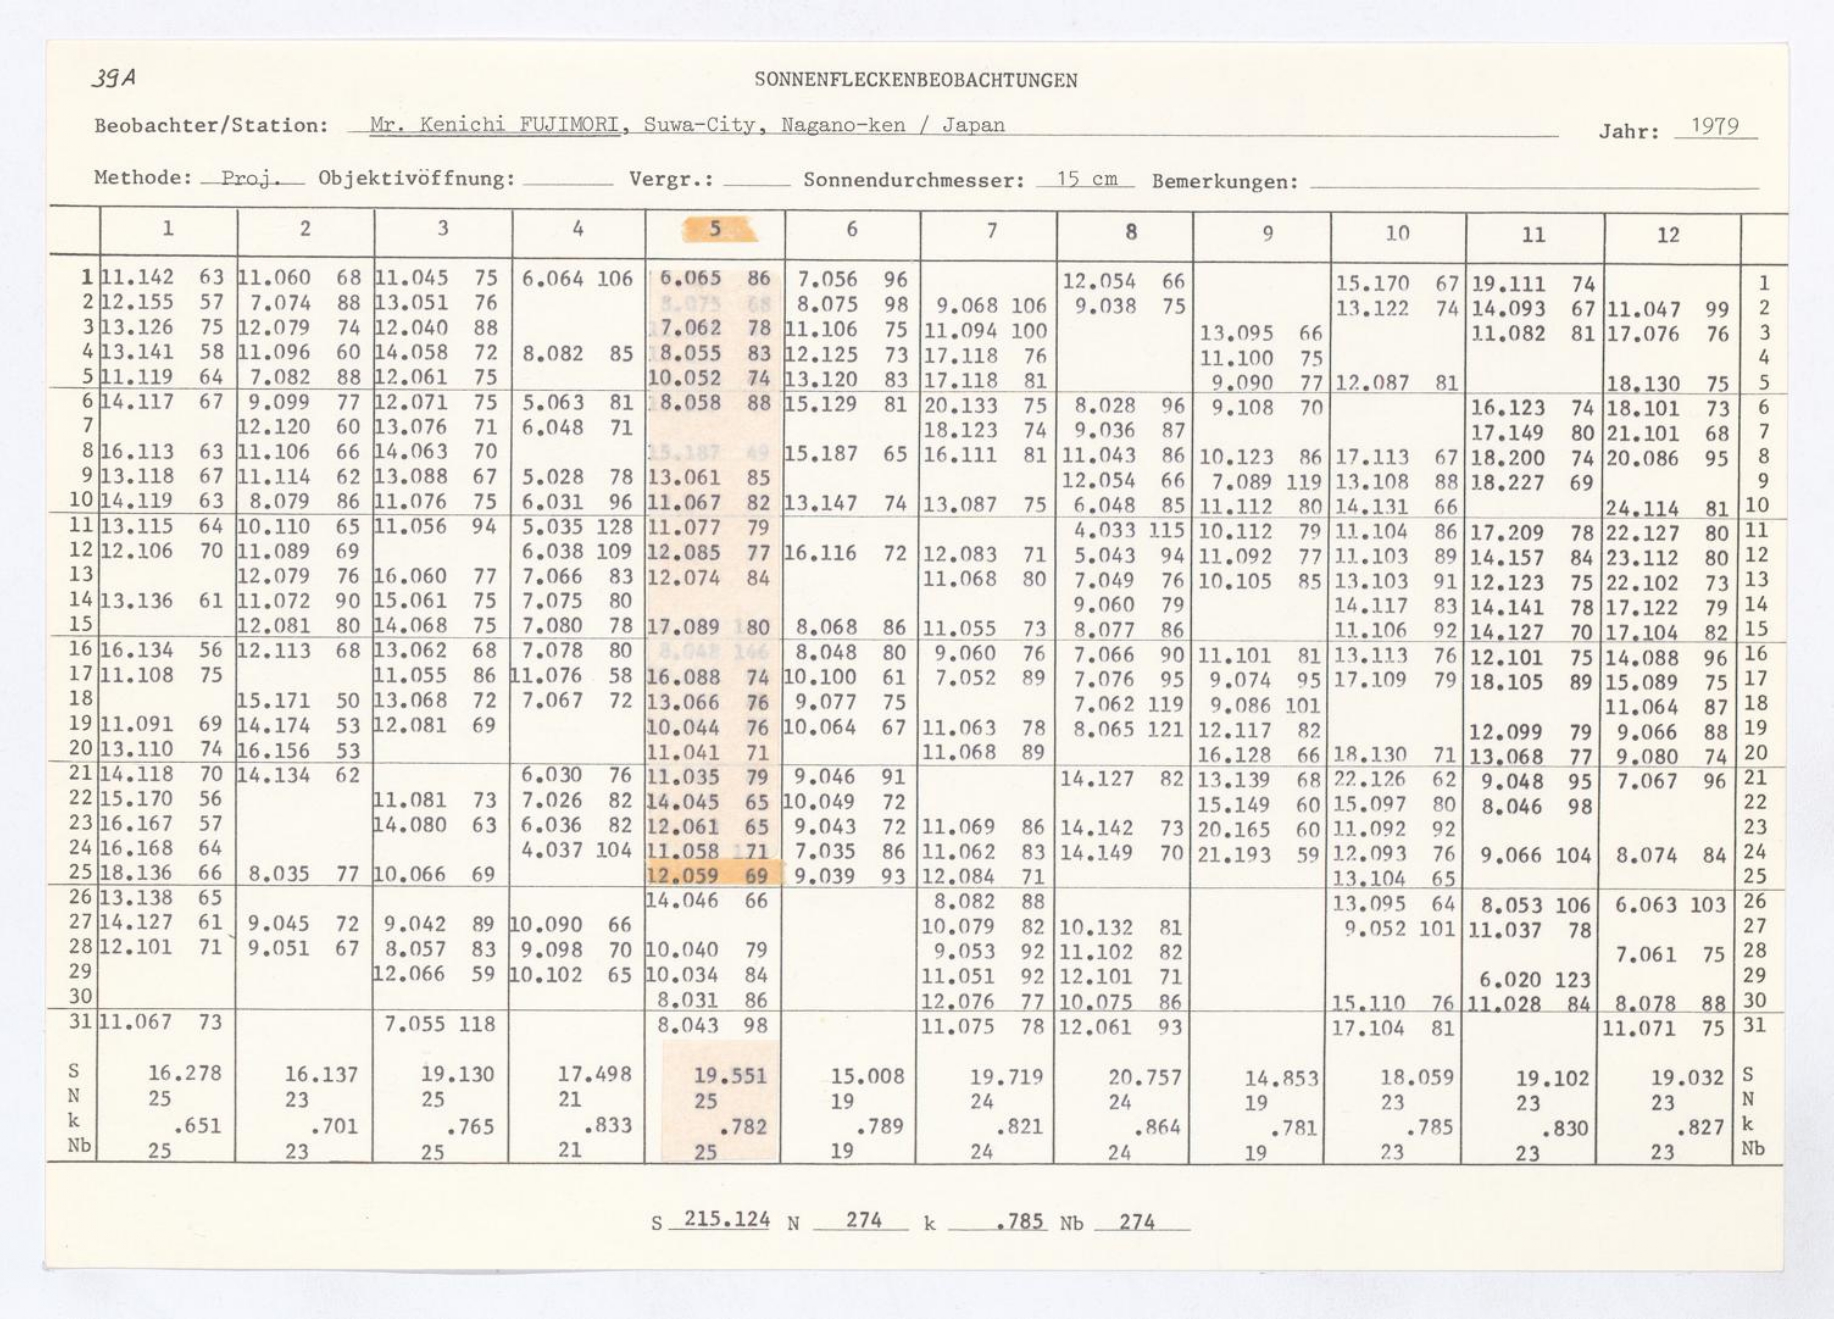 39A
SONNENFLECKENBEOBACHTUNGEN
Beobachter/Station: Mr. Kenichi FUJIMORI, Suwa-City, Nagano-ken / Japan Jahr: 1979
Methode: Proj. Objektivöffnung: Vergr.: Sonnendurchmesser: 15 cm Bemerkungen:
1 2 3 4 5 6 7 8 9 10 11 12
1 11.142 63 11.060 68 11.045 75 6.064 106 6.065 86 7.056 96 12.054 66 15.170 67 19.111 74 1
2 12.155 57 7.074 88 13.051 76 8.075 98 9.068 106 9.038 75 13.122 74 14.093 67 11.047 99 2
3 13.126 75 12.079 74 12.040 88 7.062 78 11.106 75 11.094 100 13.095 66 11.082 81 17.076 76 3
4 13.141 58 11.096 60 14.058 72 8.082 85 8.055 83 12.125 73 17.118 76 11.100 75 4
5 11.119 64 7.082 88 12.061 75 10.052 74 13.120 83 17.118 81 9.090 77 12.087 81 18.130 75 5
6 14.117 67 9.099 77 12.071 75 5.063 81 8.058 88 15.129 81 20.133 75 8.028 96 9.108 70 16.123 74 18.101 73 6
7 12.120 60 13.076 71 6.048 71 18.123 74 9.036 87 17.149 80 21.101 68 7
8 16.113 63 11.106 66 14.063 70 15.187 65 16.111 81 11.043 86 10.123 86 17.113 67 18.200 74 20.086 95 8
9 13.118 67 11.114 62 13.088 67 5.028 78 13.061 85 12.054 66 7.089 119 13.108 88 18.227 69 9
10 14.119 63 8.079 86 11.076 75 6.031 96 11.067 82 13.147 74 13.087 75 6.048 85 11.112 80 14.131 66 24.114 81 10
11 13.115 64 10.110 65 11.056 94 5.035 128 11.077 79 4.033 115 10.112 79 11.104 86 17.209 78 22.127 80 11
12 12.106 70 11.089 69 6.038 109 12.085 77 16.116 72 12.083 71 5.043 94 11.092 77 11.103 89 14.157 84 23.112 80 12
13 12.079 76 16.060 77 7.066 83 12.074 84 11.068 80 7.049 76 10.105 85 13.103 91 12.123 75 22.102 73 13
14 13.136 61 11.072 90 15.061 75 7.075 80 9.060 79 14.117 83 14.141 78 17.122 79 14
15 12.081 80 14.068 75 7.080 78 17.089 80 8.068 86 11.055 73 8.077 86 11.106 92 14.127 70 17.104 82 15
16 16.134 56 12.113 68 13.062 68 7.078 80 8.048 80 9.060 76 7.066 90 11.101 81 13.113 76 12.101 75 14.088 96 16
17 11.108 75 11.055 86 11.076 58 16.088 74 10.100 61 7.052 89 7.076 95 9.074 95 17.109 79 18.105 89 15.089 75 17
18 15.171 50 13.068 72 7.067 72 13.066 76 9.077 75 7.062 119 9.086 101 11.064 87 18
19 11.091 69 14.174 53 12.081 69 10.044 76 10.064 67 11.063 78 8.065 121 12.117 82 12.099 79 9.066 88 19
20 13.110 74 16.156 53 11.041 71 11.068 89 16.128 66 18.130 71 13.068 77 9.080 74 20
21 14.118 70 14.134 62 6.030 76 11.035 79 9.046 91 14.127 82 13.139 68 22.126 62 9.048 95 7.067 96 21
22 15.170 56 11.081 73 7.026 82 14.045 65 10.049 72 15.149 60 15.097 80 8.046 98 22
23 16.167 57 14.080 63 6.036 82 12.061 65 9.043 72 11.069 86 14.142 73 20.165 60 11.092 92 23
24 16.168 64 4.037 104 11.058 71 7.035 86 11.062 83 14.149 70 21.193 59 12.093 76 9.066 104 8.074 84 24
25 18.136 66 8.035 77 10.066 69 12.059 69 9.039 93 12.084 71 13.104 65 25
26 13.138 65 14.046 66 8.082 88 13.095 64 8.053 106 6.063 103 26
27 14.127 61 9.045 72 9.042 89 10.090 66 10.079 82 10.132 81 9.052 101 11.037 78 27
28 12.101 71 9.051 67 8.057 83 9.098 70 10.040 79 9.053 92 11.102 82 7.061 75 28
29 12.066 59 10.102 65 10.034 84 11.051 92 12.101 71 6.020 123 29
30 8.031 86 12.076 77 10.075 86 15.110 76 11.028 84 8.078 88 30
31 11.067 73 7.055 118 8.043 98 11.075 78 12.061 93 17.104 81 11.071 75 31
S 16.278 16.137 19.130 17.498 19.551 15.008 19.719 20.757 14.853 18.059 19.102 19.032 S
N 25 23 25 21 25 19 24 24 19 23 23 23 N
k .651 .701 .765 .833 .782 .789 .821 .864 .781 .785 .830 .827 k
Nb 25 23 25 21 25 19 24 24 19 23 23 23 Nb
S 215.124 N 274 k .785 Nb 274